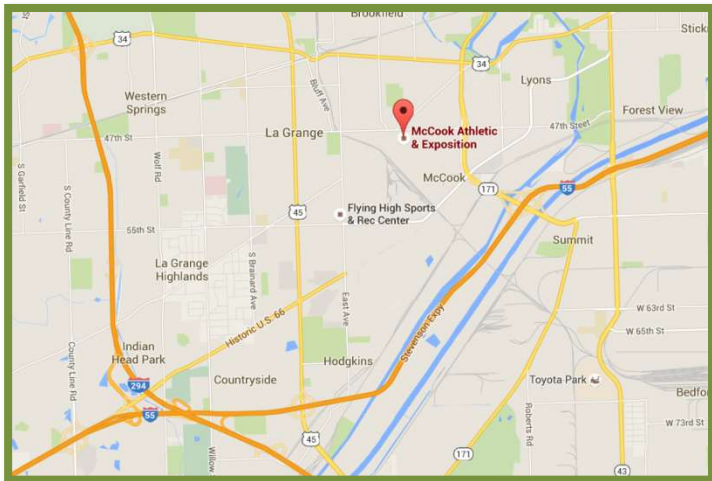 Brookfield
34
Stickn
34
Lyons
Western
Springs
Bluff Ave
Forest View
47th St
La Grange
McCook Athletic
& Exposition
47th Street
S Garfield St
Wolf Rd
McCook
171
55
S County Line Rd
45
Flying High Sports
& Rec Center
55th St
Summit
La Grange
Highlands
S Brainard Ave
East Ave
Historic U.S. 66
Stevenson Expy
W 63rd St
W 65th St
Indian
Head Park
Hodgkins
County Line Rd
294
Countryside
Toyota Park
Bedfor
55
Roberts Rd
W 73rd St
45
Willow
171
43